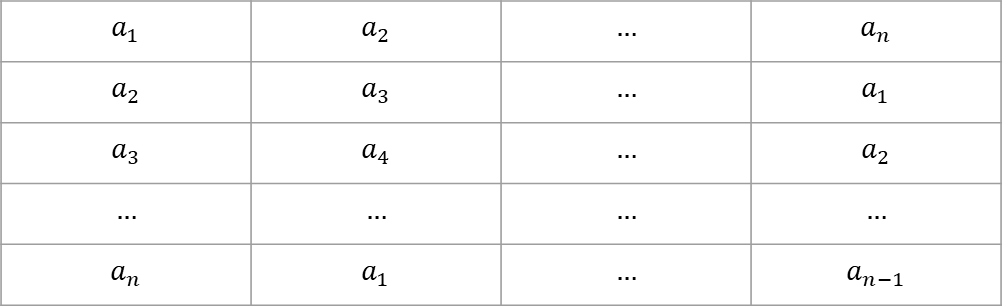 a₁ a₂ ... aₙ
a₂ a₃ ... a₁
a₃ a₄ ... a₂
... ... ... ...
aₙ a₁ ... aₙ₋₁